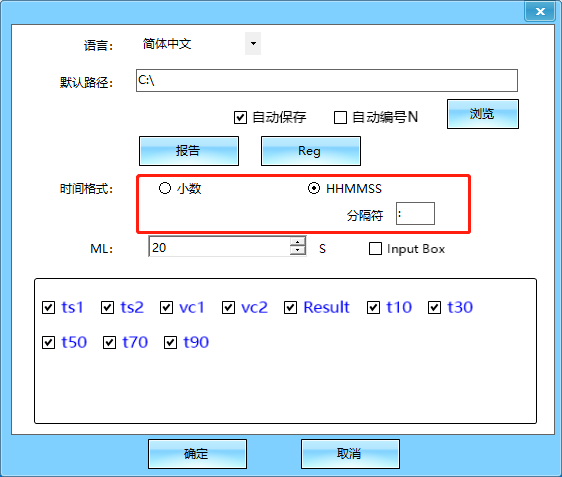 语言： 简体中文
默认路径： C:\
自动保存 自动编号N 浏览
报告 Reg
时间格式： 小数 HHMMSS
分隔符 :
ML: 20 S Input Box
ts1 ts2 vc1 vc2 Result t10 t30
t50 t70 t90
确定 取消